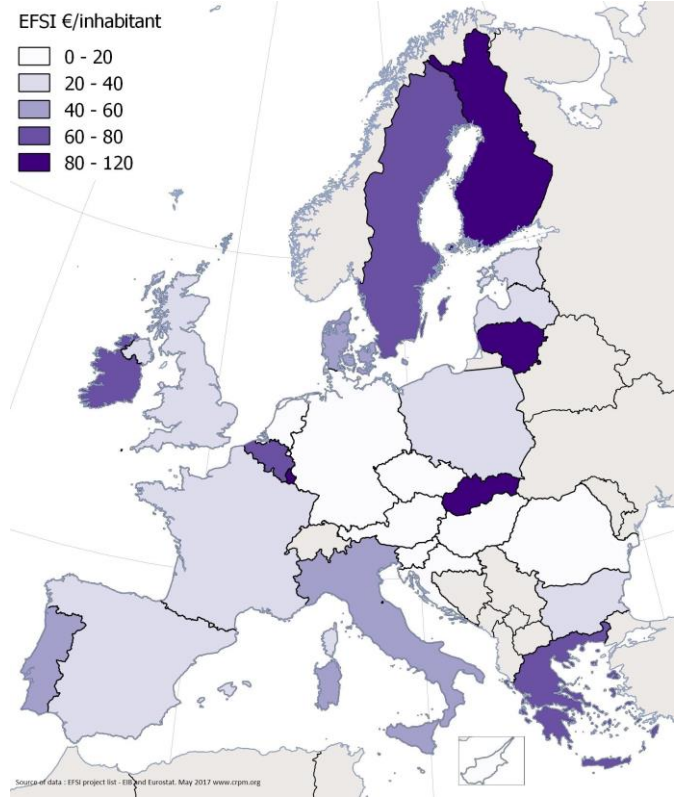 EFSI €/inhabitant
0 - 20
20 - 40
40 - 60
60 - 80
80 - 120
Source of data : EFSI project list - EIB and Eurostat. May 2017 www.crpm.org